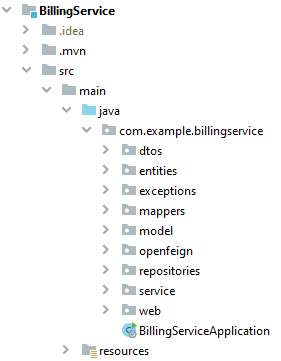 BillingService
.idea
.mvn
src
main
java
com.example.billingservice
dtos
entities
exceptions
mappers
model
openfeign
repositories
service
web
BillingServiceApplication
resources